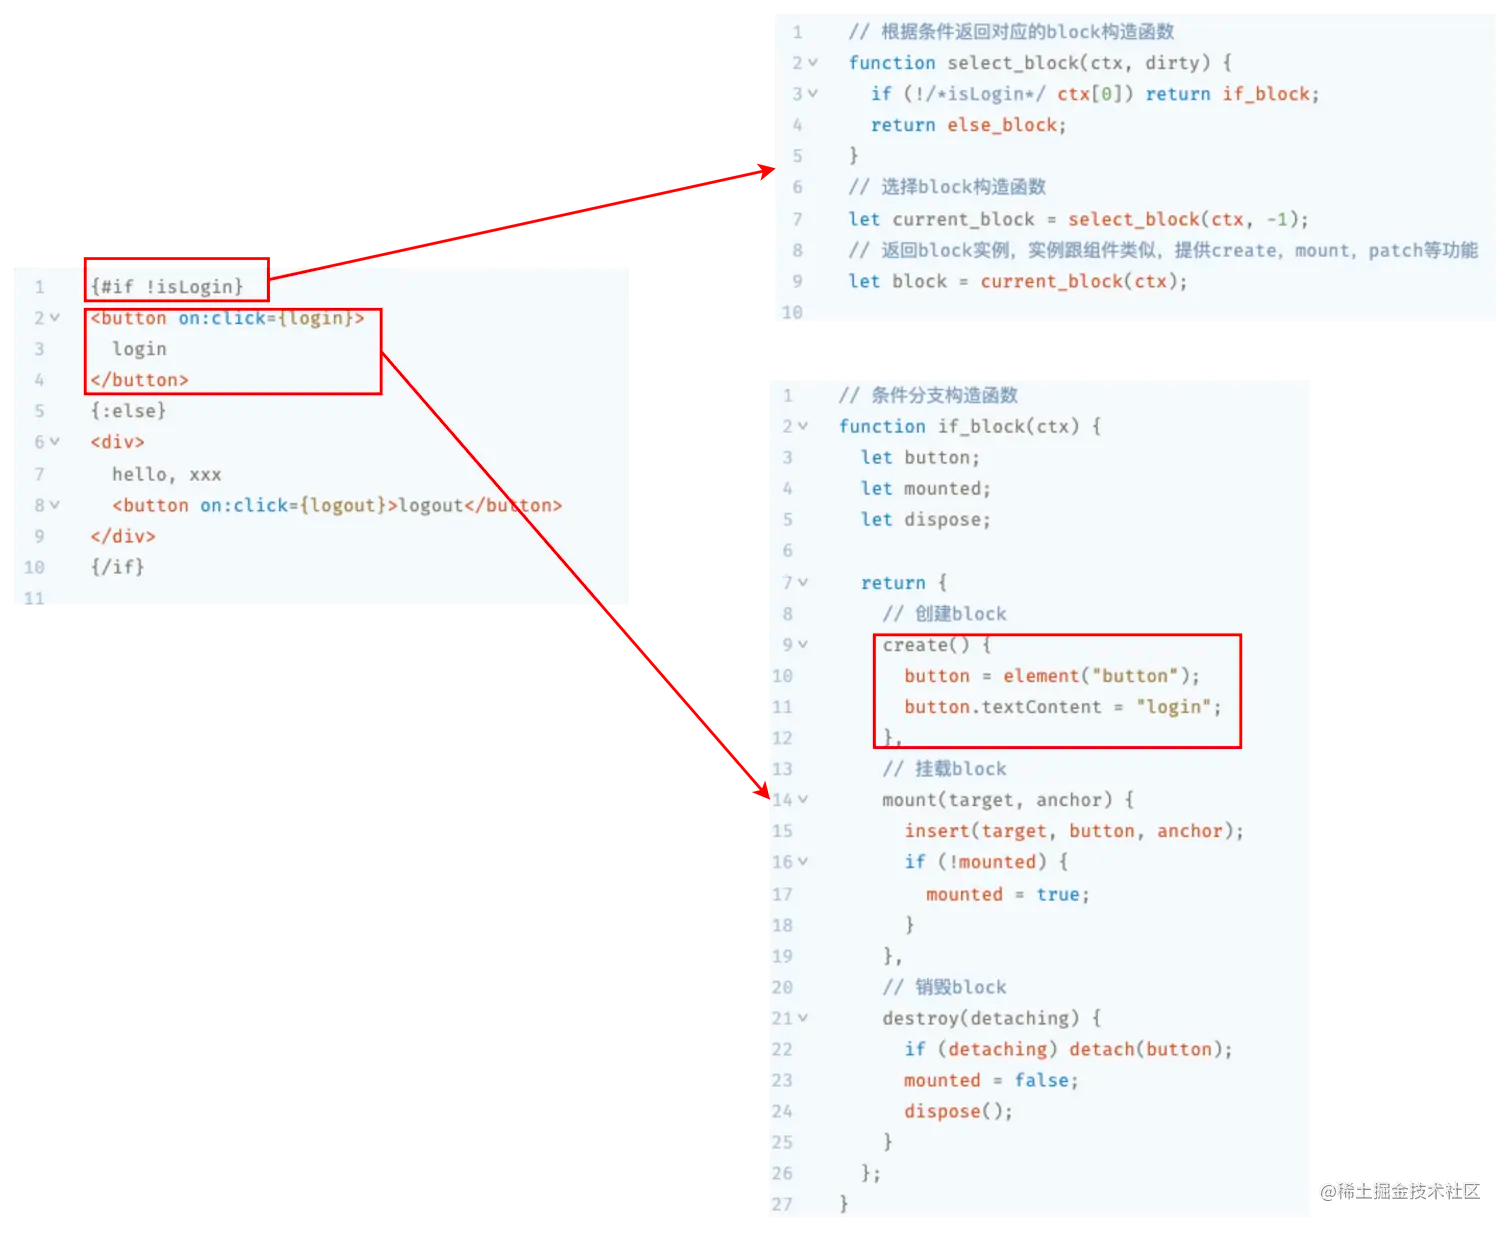 1 {#if !isLogin}
2 <button on:click={login}>
3 login
4 </button>
5 {:else}
6 <div>
7 hello, xxx
8 <button on:click={logout}>logout</button>
9 </div>
10 {/if}
11
1 // 根据条件返回对应的block构造函数
2 function select_block(ctx, dirty) {
3 if (!/*isLogin*/ ctx[0]) return if_block;
4 return else_block;
5 }
6 // 选择block构造函数
7 let current_block = select_block(ctx, -1);
8 // 返回block实例，实例跟组件类似，提供create，mount，patch等功能
9 let block = current_block(ctx);
10
1 // 条件分支构造函数
2 function if_block(ctx) {
3 let button;
4 let mounted;
5 let dispose;
6
7 return {
8 // 创建block
9 create() {
10 button = element("button");
11 button.textContent = "login";
12 },
13 // 挂载block
14 mount(target, anchor) {
15 insert(target, button, anchor);
16 if (!mounted) {
17 mounted = true;
18 }
19 },
20 // 销毁block
21 destroy(detaching) {
22 if (detaching) detach(button);
23 mounted = false;
24 dispose();
25 }
26 };
27 }
@稀土掘金技术社区